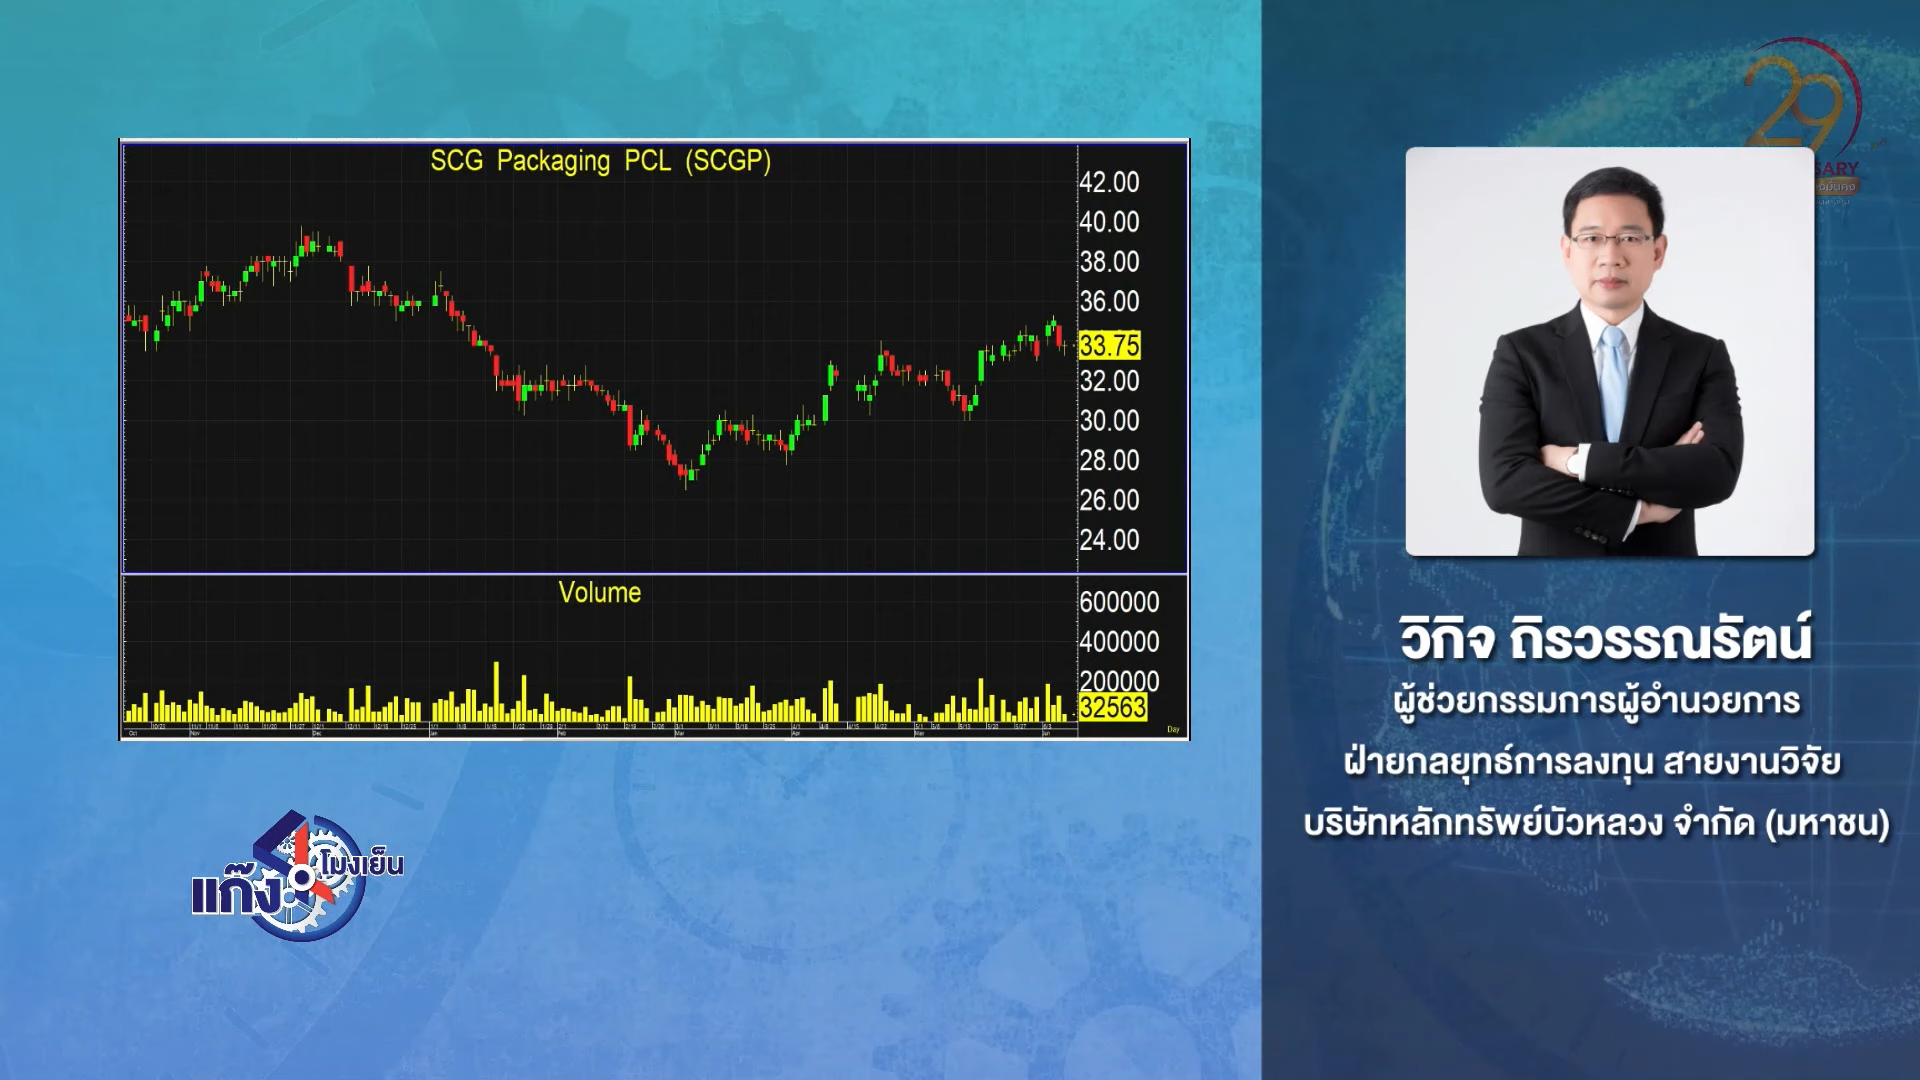 SCG Packaging PCL (SCGP)
42.00
40.00
38.00
36.00
33.75
32.00
30.00
28.00
26.00
24.00
Volume
600000
400000
200000
32563
Day
แก๊ง
โมงเย็น
29
วิกิจ ถิรวรรณรัตน์
ผู้ช่วยกรรมการผู้อำนวยการ
ฝ่ายกลยุทธ์การลงทุน สายงานวิจัย
บริษัทหลักทรัพย์บัวหลวง จำกัด (มหาชน)